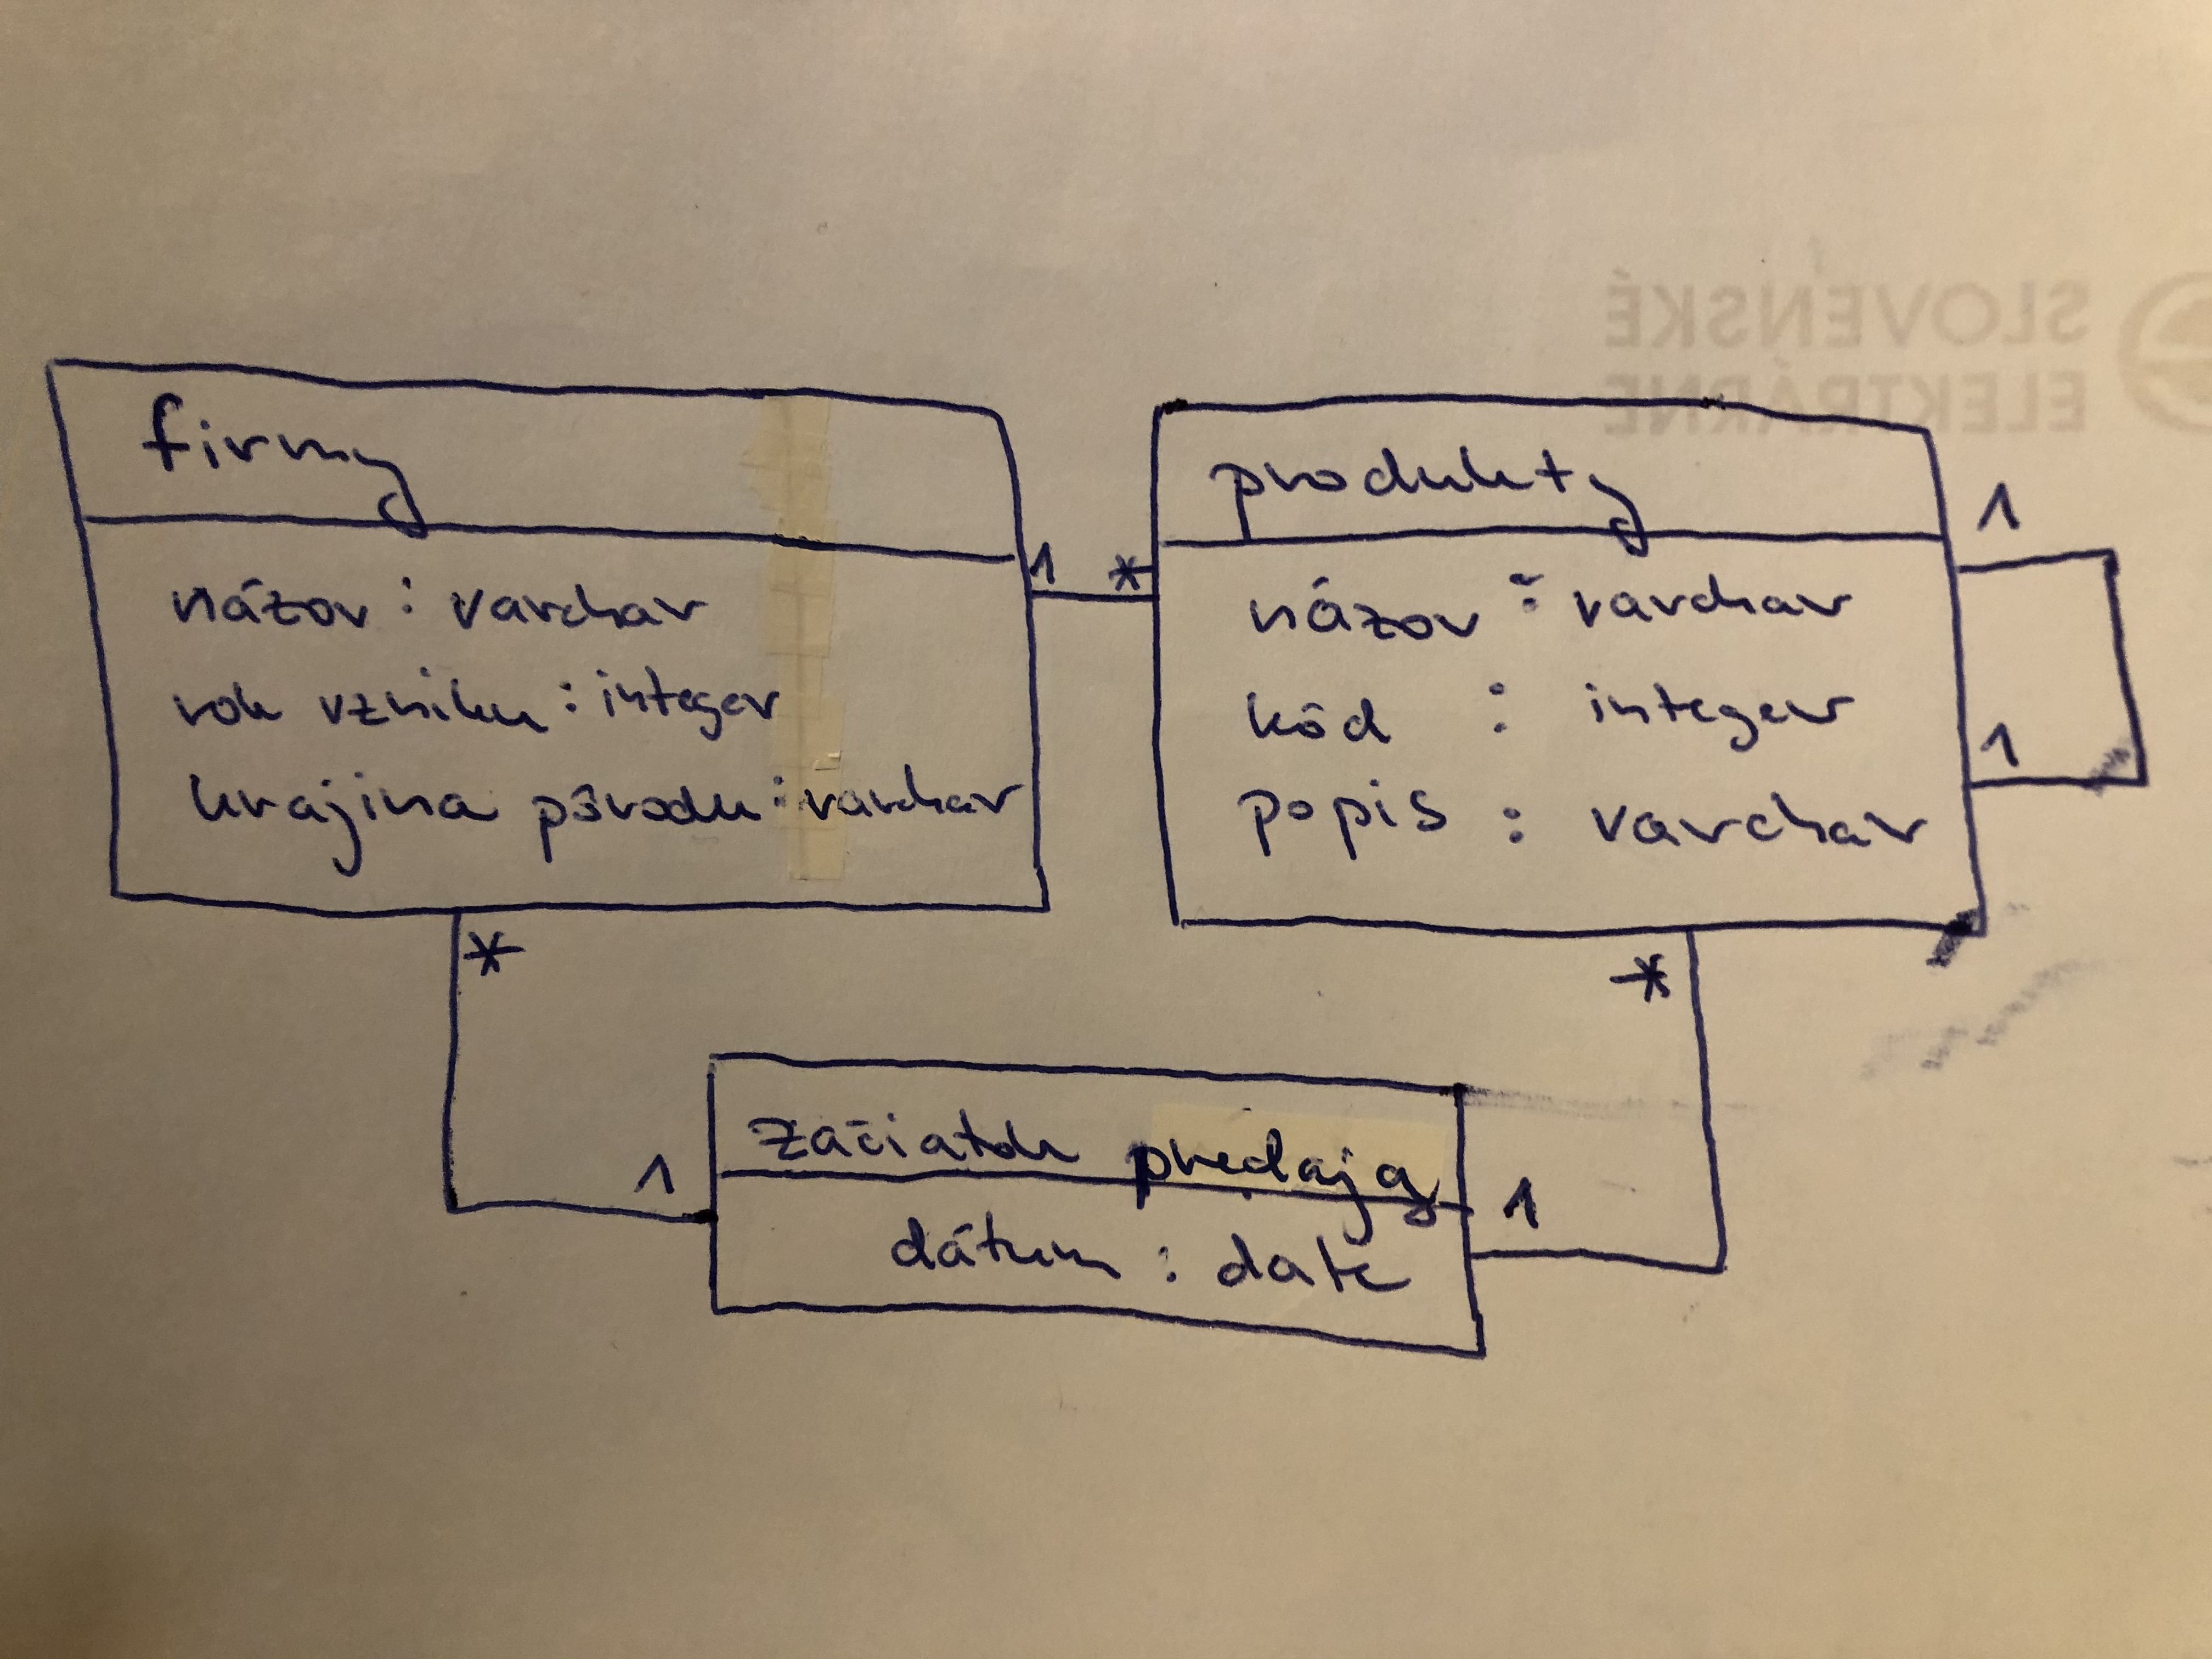 SLOVENSKÉ
ELEKTRÁRNE
firmy
názov : varchar
rok vzniku : integer
krajina pôvodu : varchar
1 *
produkty
názov : varchar
kód : integer
popis : varchar
1
1
*
*
1
začiatok predaja
dátum : date
1